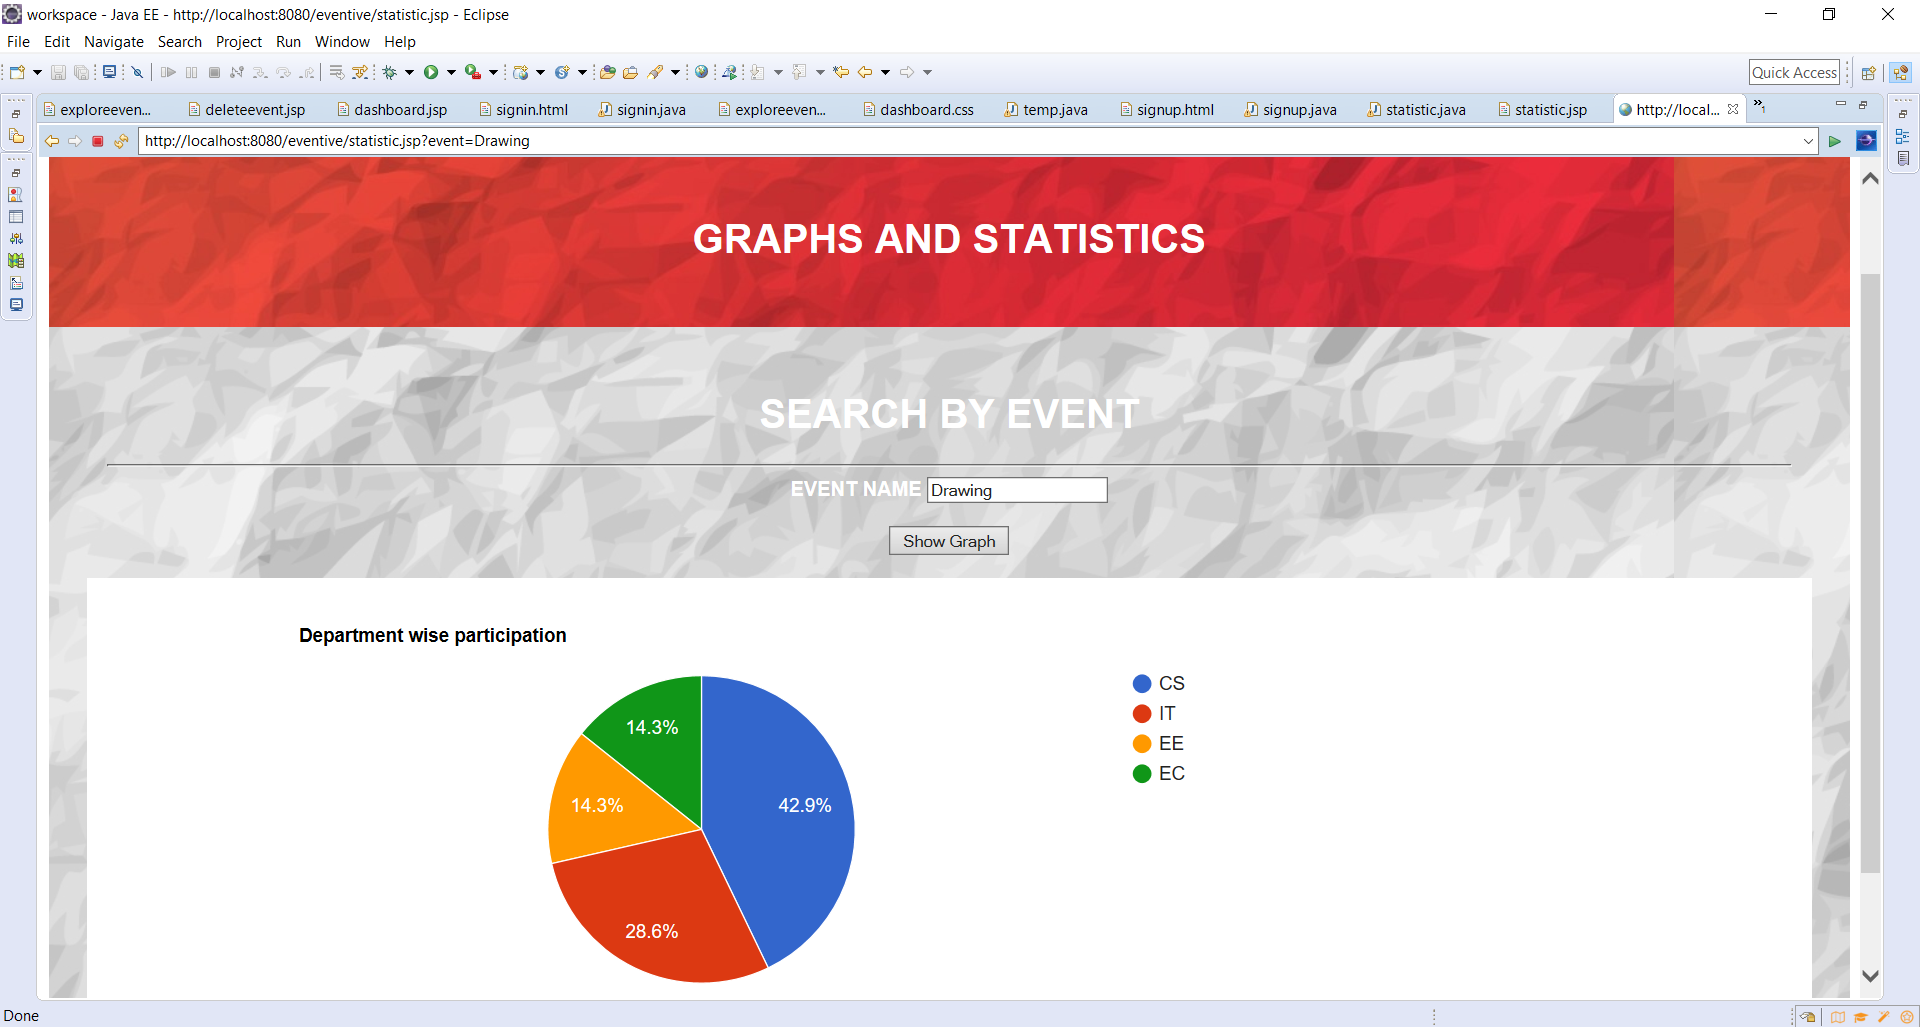 workspace - Java EE - http://localhost:8080/eventive/statistic.jsp - Eclipse
File Edit Navigate Search Project Run Window Help
Quick Access
exploreeven... deleteevent.jsp dashboard.jsp signin.html signin.java exploreeven... dashboard.css temp.java signup.html signup.java statistic.java statistic.jsp http://local... »1
http://localhost:8080/eventive/statistic.jsp?event=Drawing
GRAPHS AND STATISTICS
SEARCH BY EVENT
EVENT NAME Drawing
Show Graph
Department wise participation
CS
IT
EE
EC
14.3%
14.3%
42.9%
28.6%
Done